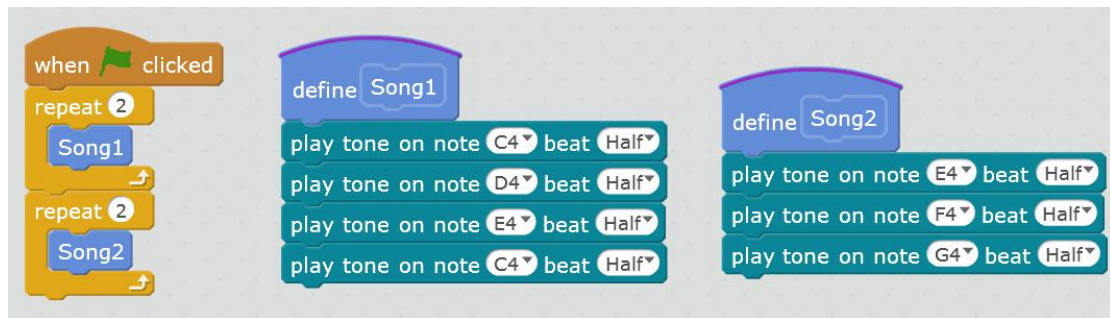 when clicked
repeat 2
Song1
repeat 2
Song2
define Song1
play tone on note C4 beat Half
play tone on note D4 beat Half
play tone on note E4 beat Half
play tone on note C4 beat Half
define Song2
play tone on note E4 beat Half
play tone on note F4 beat Half
play tone on note G4 beat Half